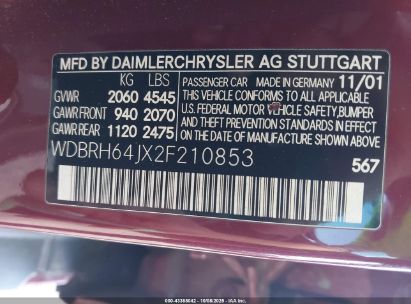 MFD BY DAIMLERCHRYSLER AG STUTTGART
KG LBS PASSENGER CAR MADE IN GERMANY 11/01
GVWR 2060 4545 THIS VEHICLE CONFORMS TO ALL APPLICABLE
GAWR FRONT 940 2070 U.S. FEDERAL MOTOR VEHICLE SAFETY, BUMPER
GAWR REAR 1120 2475 AND THEFT PREVENTION STANDARDS IN
EFFECT ON THE DATE OF MANUFACTURE
WDBRH64JX2F210853
567